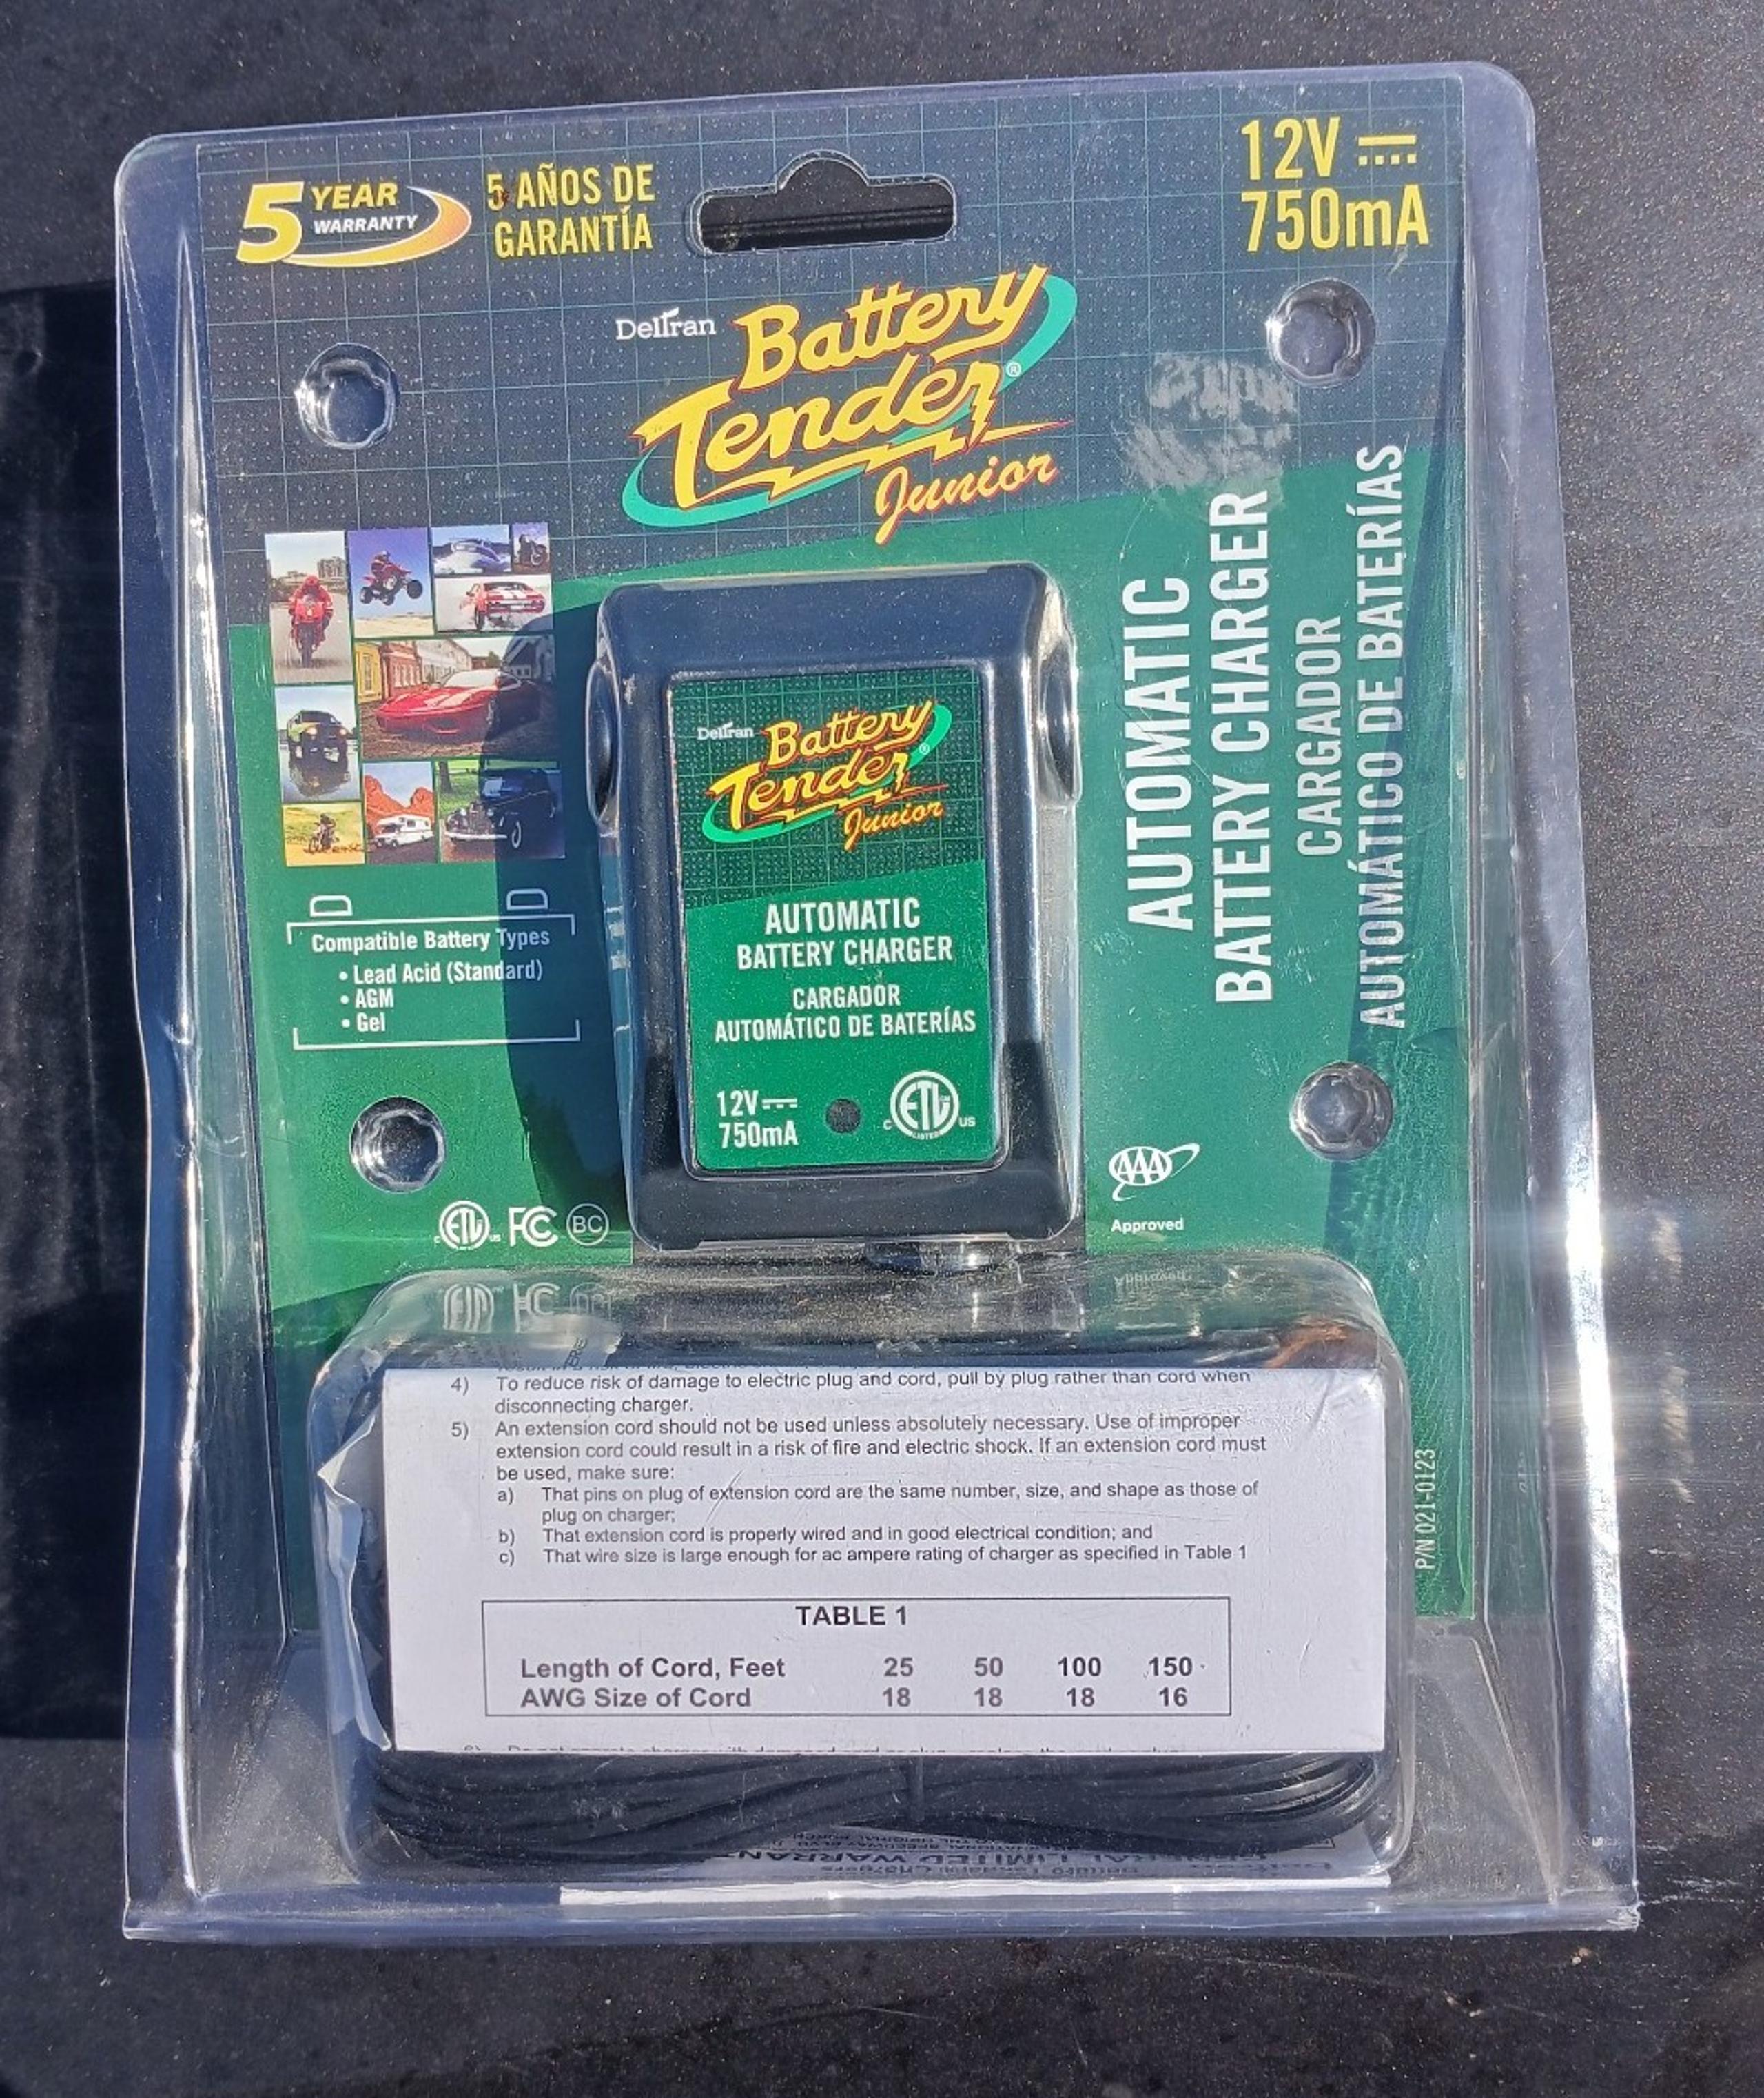 5 YEAR
WARRANTY
5 AÑOS DE
GARANTÍA
12V
750mA
Deltran
Battery
Tender®
Junior
AUTOMATIC
BATTERY CHARGER
CARGADOR
AUTOMÁTICO DE BATERÍAS
Compatible Battery Types
• Lead Acid (Standard)
• AGM
• Gel
Deltran
Battery
Tender®
Junior
AUTOMATIC
BATTERY CHARGER
CARGADOR
AUTOMÁTICO DE BATERÍAS
12V
750mA
C ETL US
LISTED
C ETL US FC BC
AAA
Approved
4) To reduce risk of damage to electric plug and cord, pull by plug rather than cord when
disconnecting charger.
5) An extension cord should not be used unless absolutely necessary. Use of improper
extension cord could result in a risk of fire and electric shock. If an extension cord must
be used, make sure:
a) That pins on plug of extension cord are the same number, size, and shape as those of
plug on charger;
b) That extension cord is properly wired and in good electrical condition; and
c) That wire size is large enough for ac ampere rating of charger as specified in Table 1
TABLE 1
Length of Cord, Feet 25 50 100 150
AWG Size of Cord 18 18 18 16
P/N 021-0123